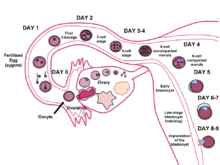 DAY 1
DAY 2
First
Cleavage
2-cell
stage
4-cell
stage
DAY 3-4
8-cell
uncompacted
morula
DAY 4
8-cell
compacted
morula
Fertilized
Egg
(zygote)
DAY 0
Ovary
Ovulation
Oocyte
Early
blastocyst
DAY 5
Late-stage
blastocyst
(hatching)
DAY 6-7
Implantation of
the blastocyst
DAY 8-9